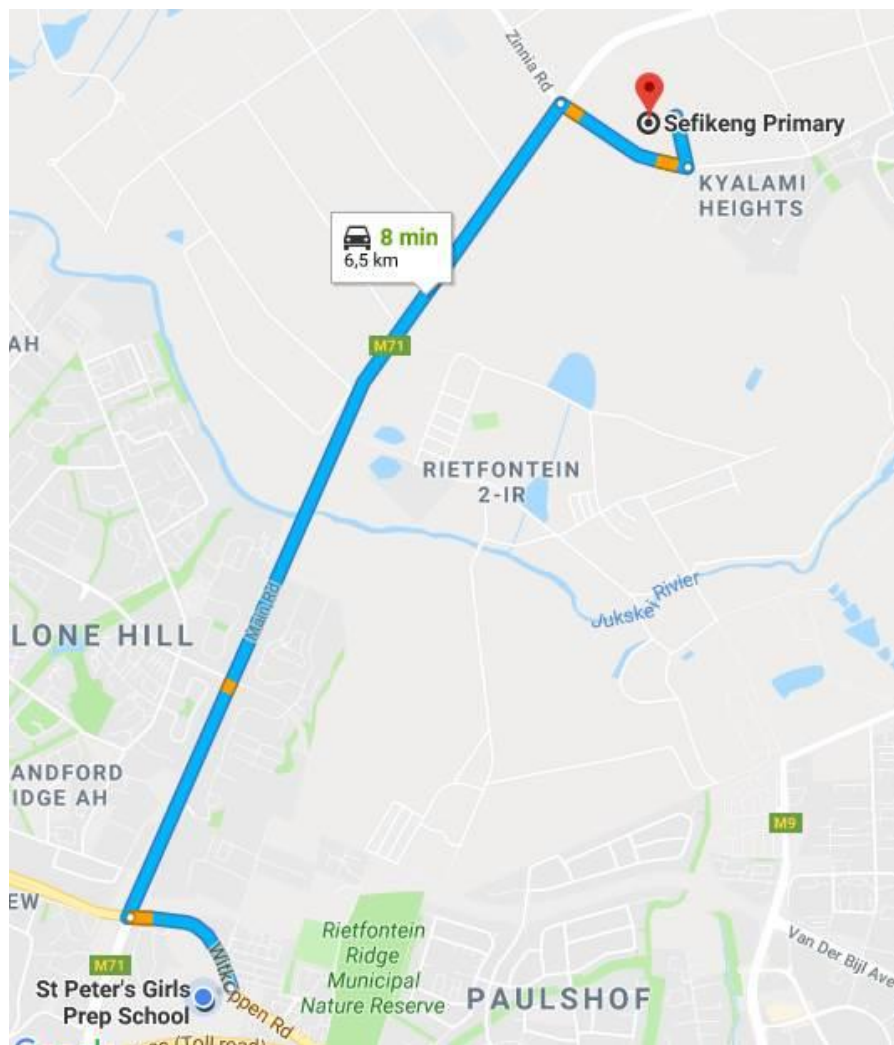 Zinnia Rd
Sefikeng Primary
KYALAMI
HEIGHTS
8 min
6,5 km
AH
M71
RIETFONTEIN
2-IR
Jukskei Rivier
Main Rd
LONE HILL
ANDFORD
IDGE AH
M9
EW
M71
Witkoppen Rd
Rietfontein
Ridge
Municipal
Nature Reserve
Van Der Bijl Ave
St Peter's Girls
Prep School
PAULSHOF
(Toll road)